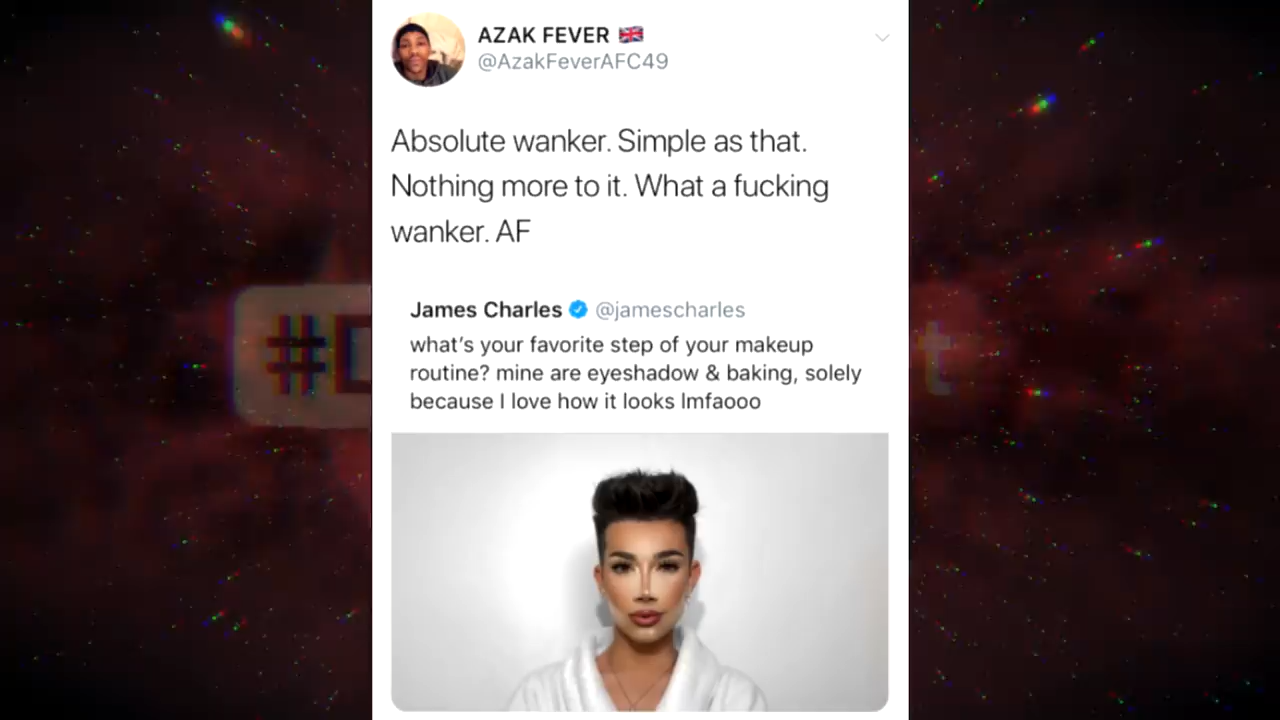 AZAK FEVER 🇬🇧
@AzakFeverAFC49
Absolute wanker. Simple as that.
Nothing more to it. What a fucking
wanker. AF
James Charles @jamescharles
what's your favorite step of your makeup
routine? mine are eyeshadow & baking, solely
because I love how it looks lmfaooo
#D
t